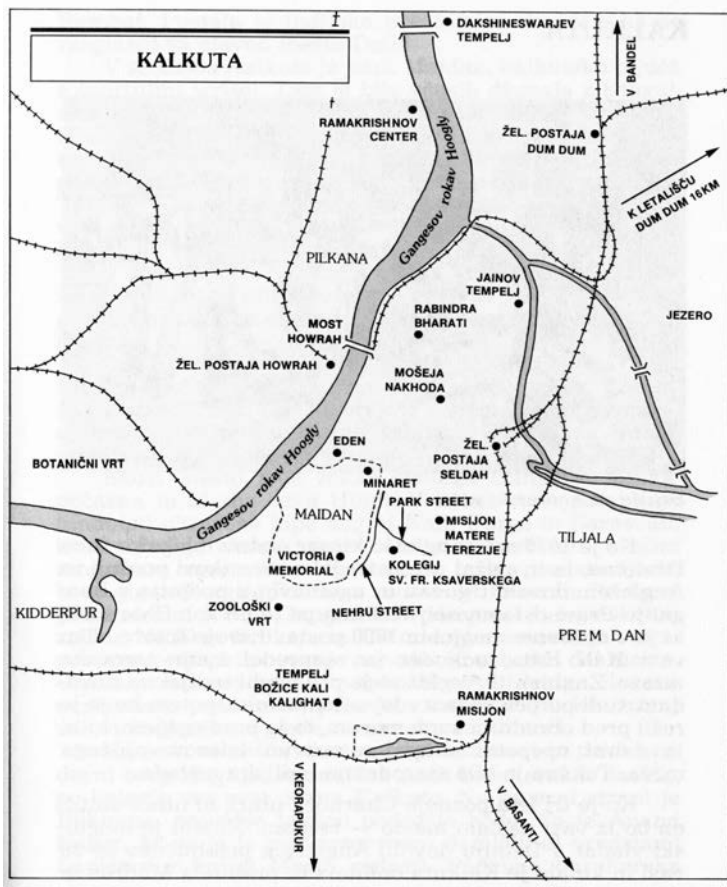 KALKUTA
DAKSHINESWARJEV
TEMPELJ
V BANDEL
RAMAKRISHNOV
CENTER
ŽEL. POSTAJA
DUM DUM
K LETALIŠČU
DUM DUM 16KM
Gangesov rokav Hoogly
PILKANA
JAINOV
TEMPELJ
JEZERO
RABINDRA
BHARATI
MOST
HOWRAH
ŽEL. POSTAJA HOWRAH
MOŠEJA
NAKHODA
EDEN
ŽEL.
POSTAJA
SELDAH
BOTANIČNI VRT
Gangesov rokav Hoogly
MINARET
PARK STREET
MAIDAN
MISIJON
MATERE
TEREZIJE
TILJALA
VICTORIA
MEMORIAL
KOLEGIJ
SV. FR. KSAVERSKEGA
KIDDERPUR
ZOOLOŠKI
VRT
NEHRU STREET
PREM DAN
TEMPELJ
BOŽICE KALI
KALIGHAT
RAMAKRISHNOV
MISIJON
V KEORAPUKUR
V. BASANTI